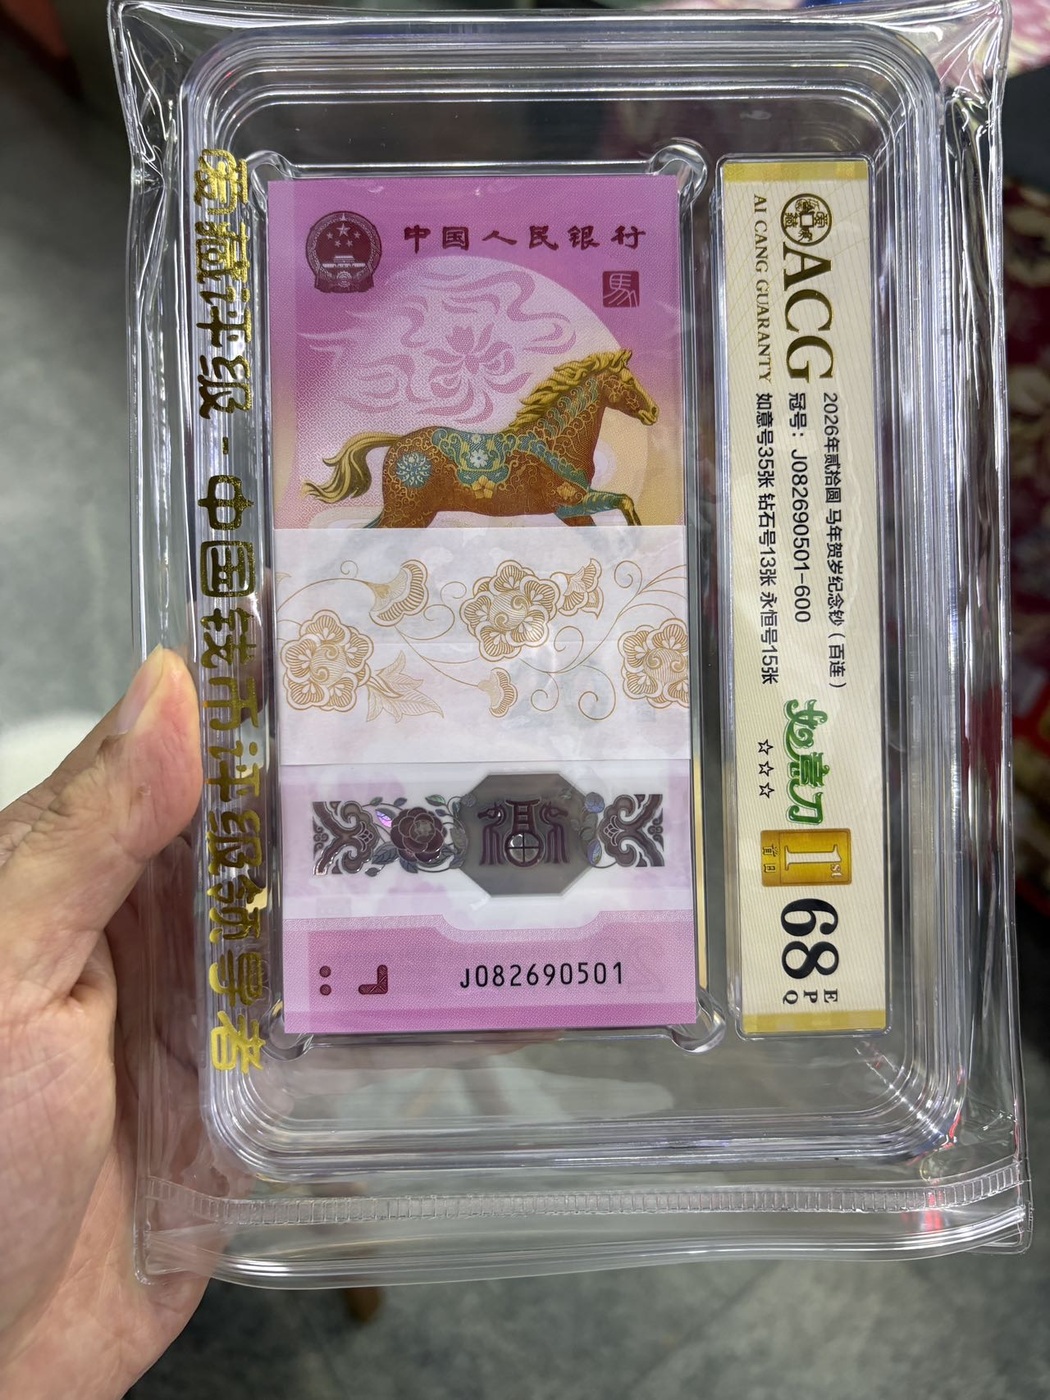 爱藏评级-中国钱币评级领导者
中国人民银行
馬
J082690501
ACG
AI CANG GUARANTY
2026年贰拾圆 马年贺岁纪念钞（百连）
冠号：J082690501-600
如意号35张 钻石号13张 永恒号15张
如意刀
☆☆☆
1ST
首日
68
EPQ